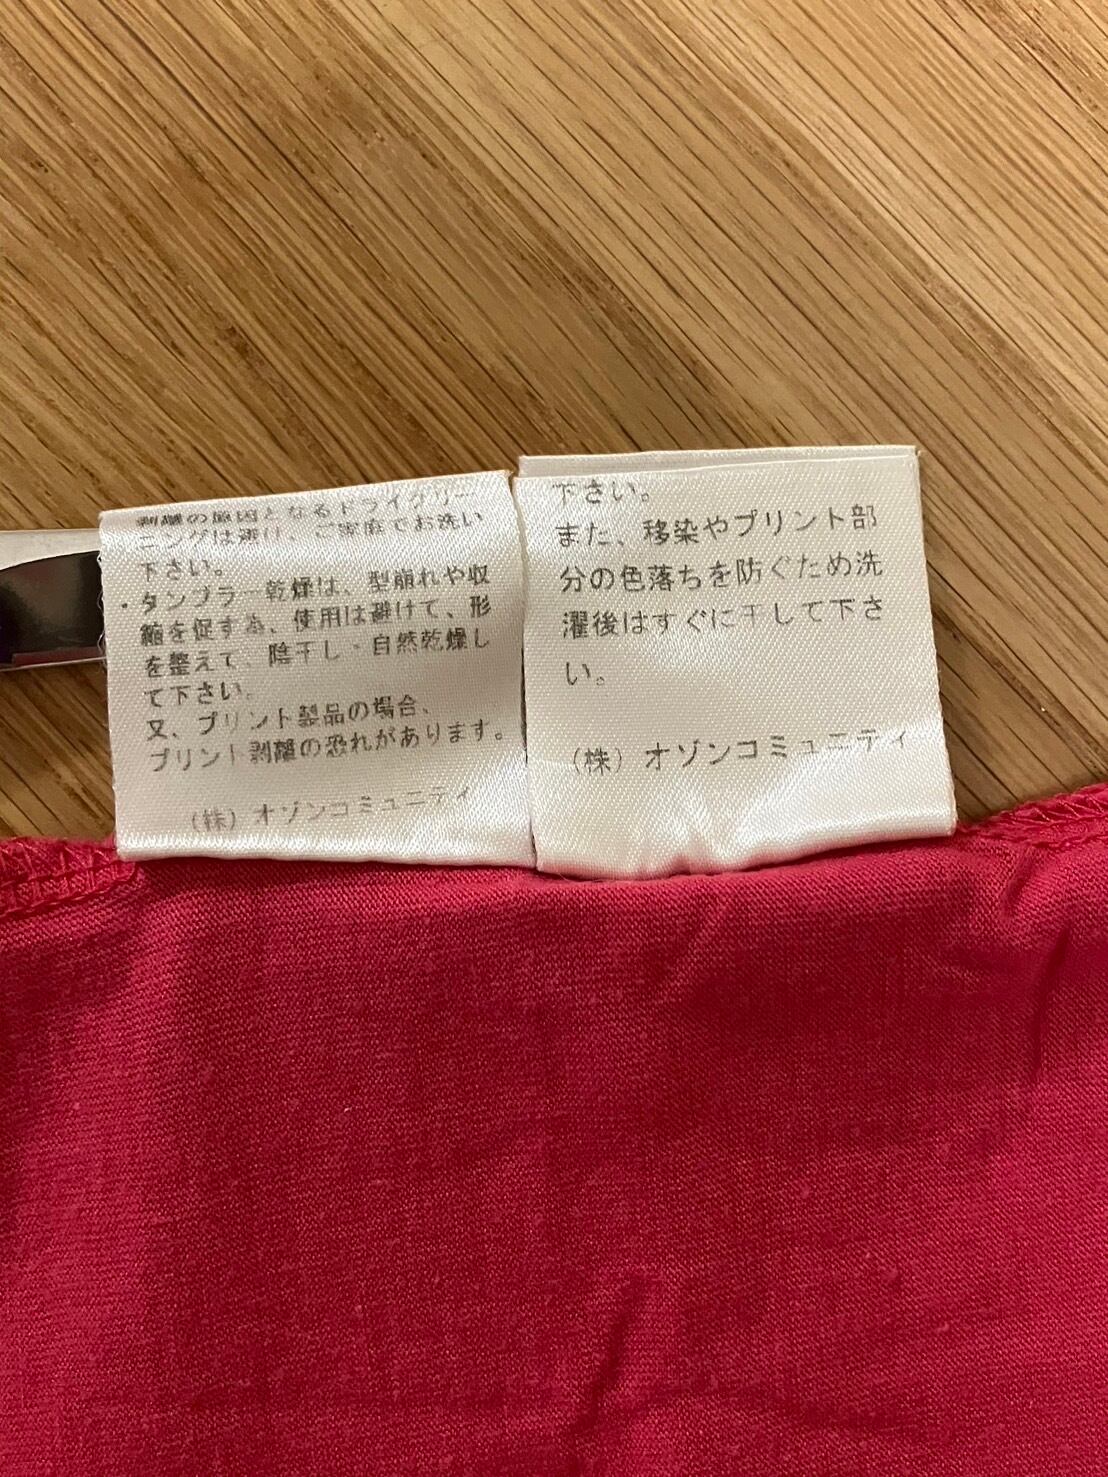 剥離の原因となるドライクリー
ニングは避け、ご家庭でお洗い
下さい。
・タンブラー乾燥は、型崩れや収
縮を促す為、使用は避けて、形
を整えて、陰干し・自然乾燥し
て下さい。
又、プリント製品の場合、
プリント剥離の恐れがあります。
（株）オゾンコミュニティ
下さい。
また、移染やプリント部
分の色落ちを防ぐため洗
濯後はすぐに干して下さ
い。
（株）オゾンコミュニティ